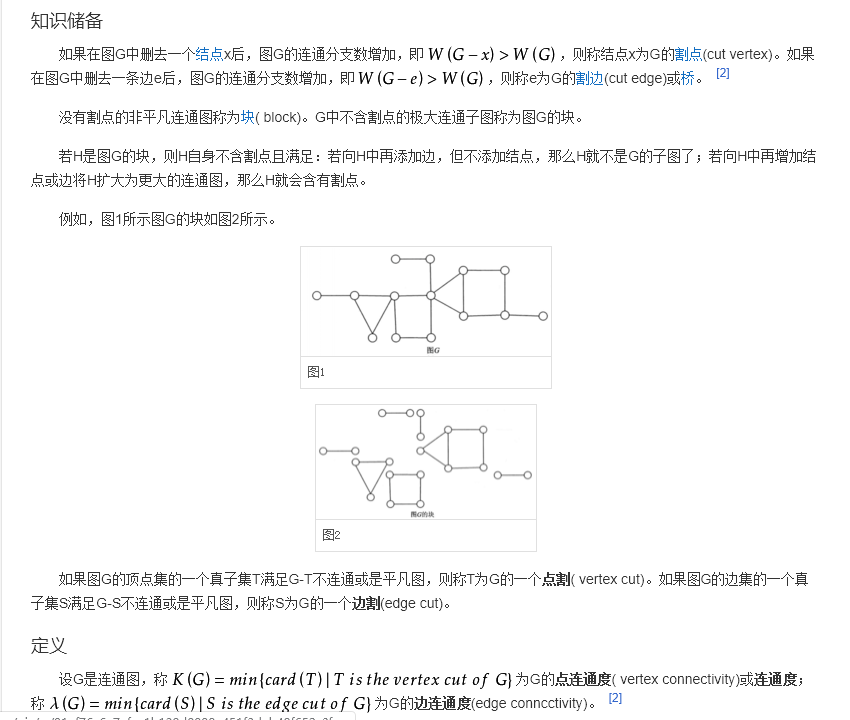 知识储备
如果在图G中删去一个结点x后，图G的连通分支数增加，即 W (G − x) > W (G) ，则称结点x为G的割点(cut vertex)。如果
在图G中删去一条边e后，图G的连通分支数增加，即 W (G − e) > W (G) ，则称e为G的割边(cut edge)或桥。 [2]
没有割点的非平凡连通图称为块( block)。G中不含割点的极大连通子图称为图G的块。
若H是图G的块，则H自身不含割点且满足：若向H中再添加边，但不添加结点，那么H就不是G的子图了；若向H中再增加结
点或边将H扩大为更大的连通图，那么H就会含有割点。
例如，图1所示图G的块如图2所示。
图G
图1
图G的块
图2
如果图G的顶点集的一个真子集T满足G-T不连通或是平凡图，则称T为G的一个点割( vertex cut)。如果图G的边集的一个真
子集S满足G-S不连通或是平凡图，则称S为G的一个边割(edge cut)。
定义
设G是连通图，称 K (G) = min{card (T) | T is the vertex cut of G} 为G的点连通度( vertex connectivity)或连通度；
称 λ (G) = min{card (S) | S is the edge cut of G} 为G的边连通度(edge conncctivity)。 [2]